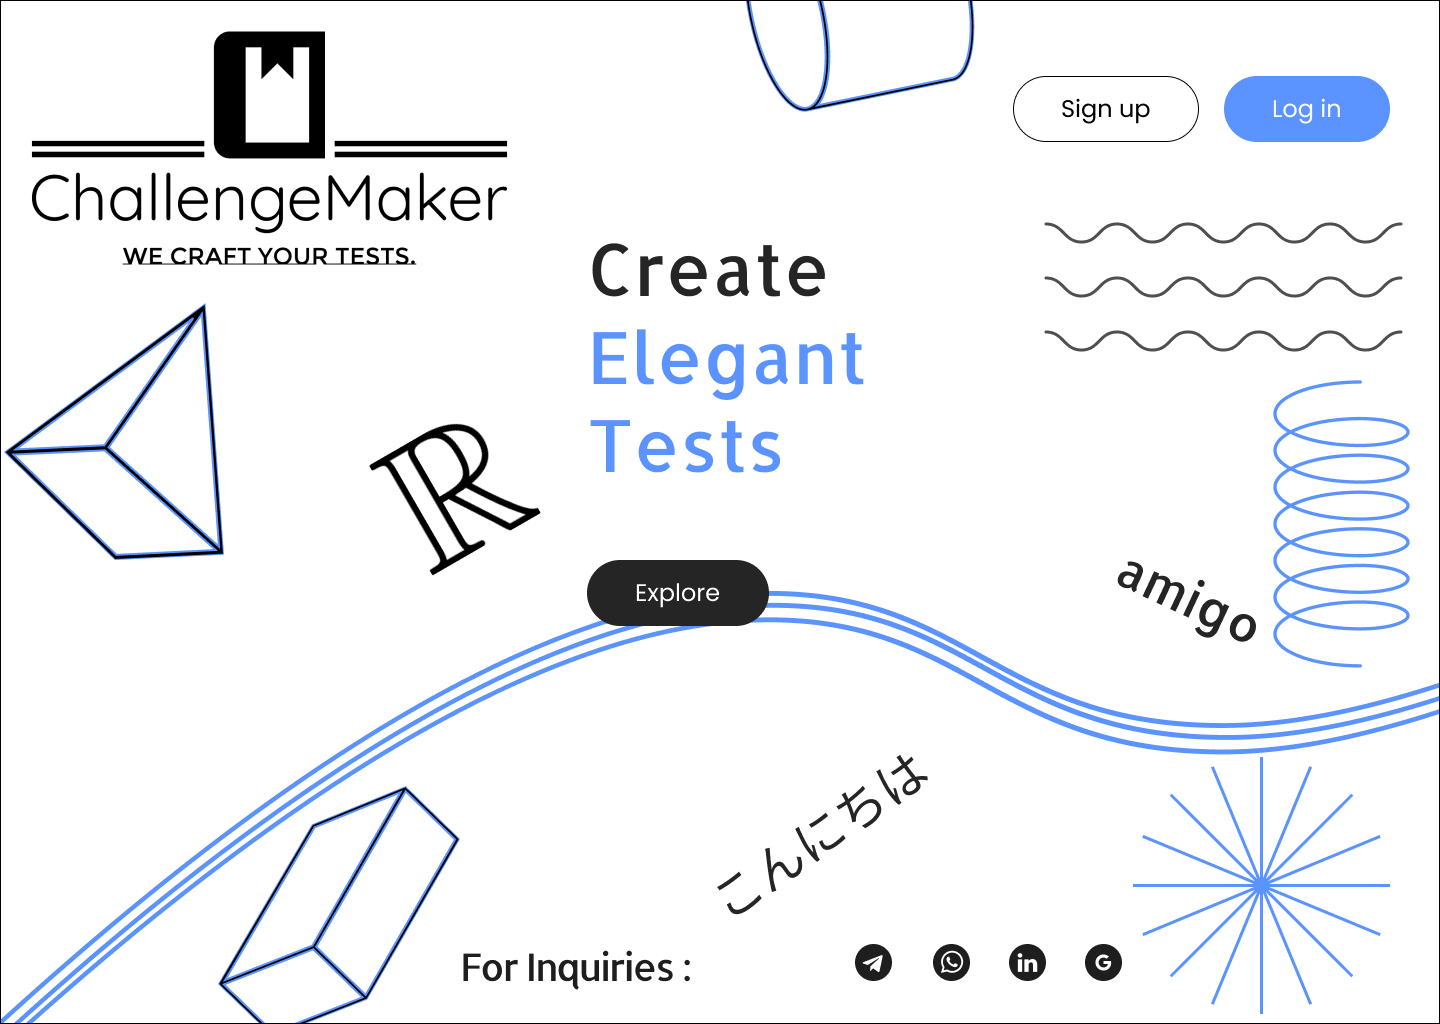 ChallengeMaker
WE CRAFT YOUR TESTS.
Sign up
Log in
Create
Elegant
Tests
ℝ
Explore
amigo
こんにちは
For Inquiries :
in
G